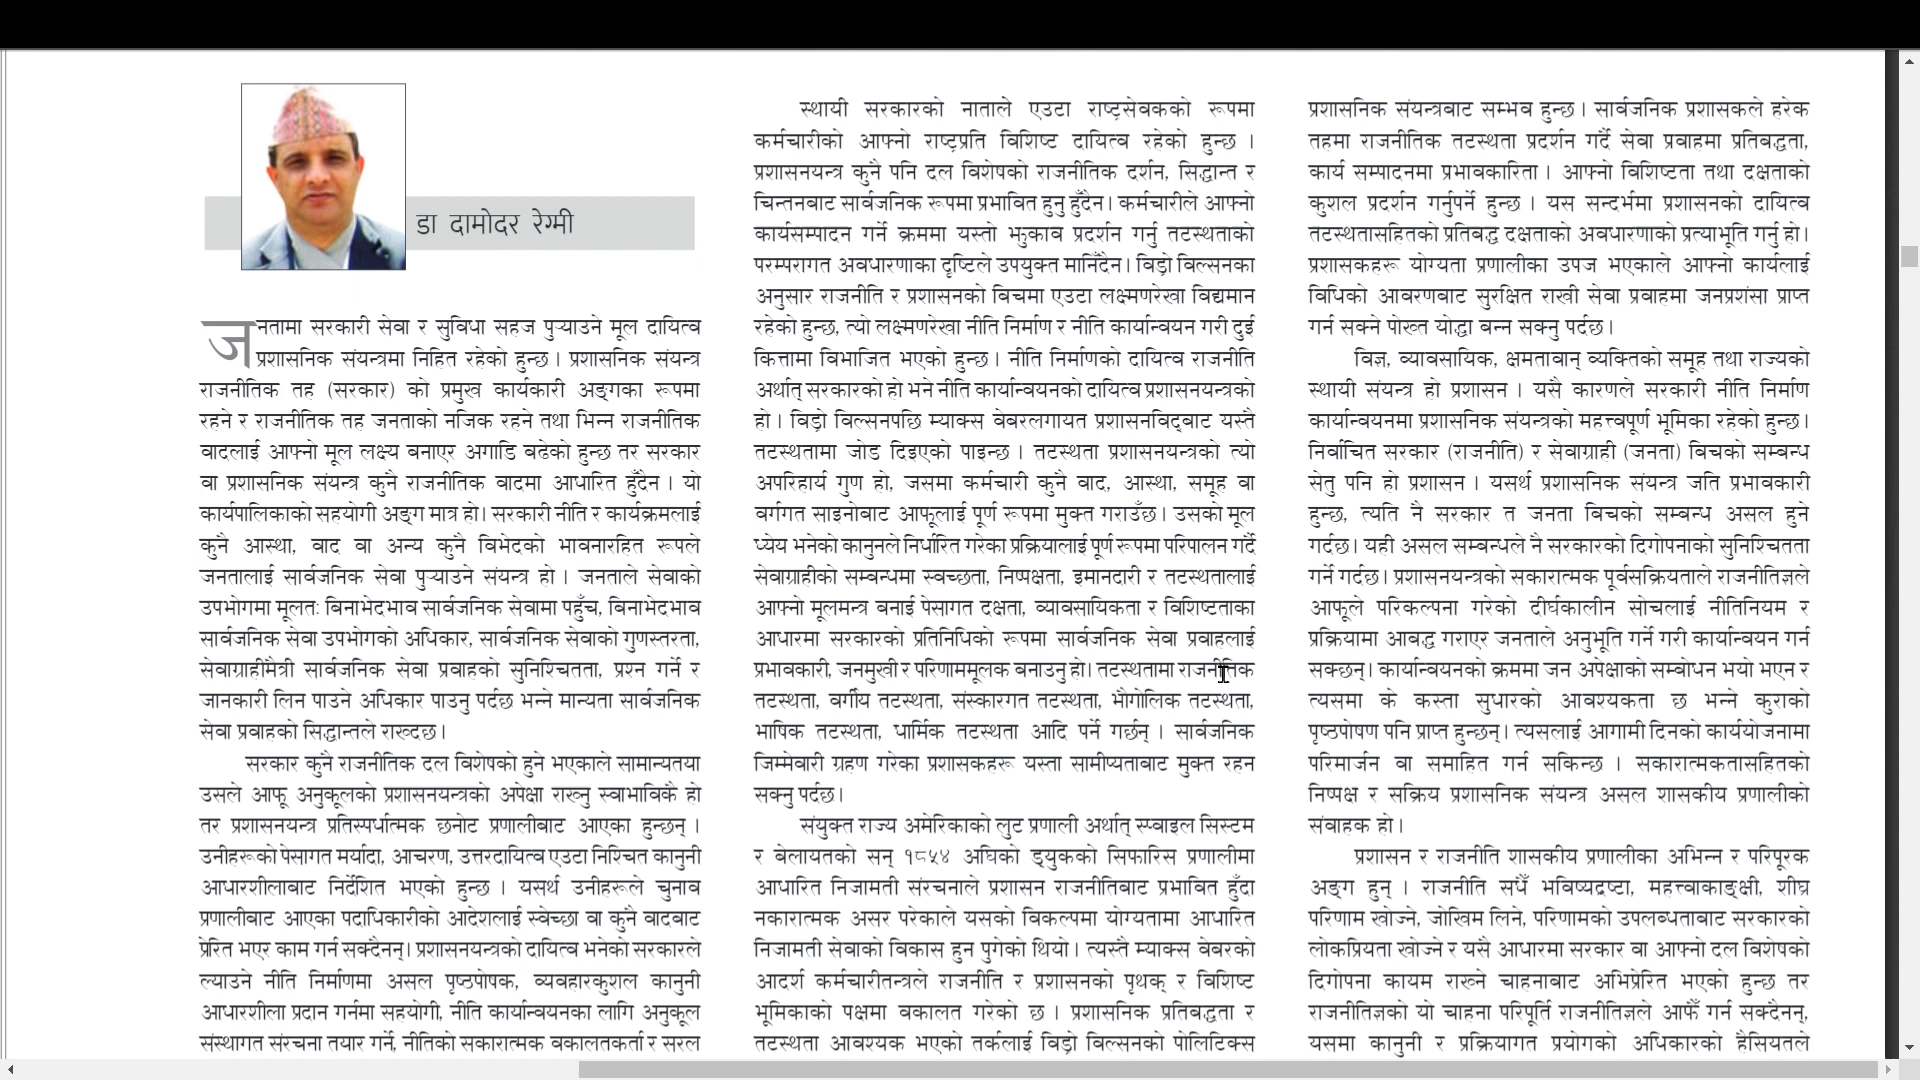 डा दामोदर रेग्मी
जनतामा सरकारी सेवा र सुविधा सहज पुऱ्याउने मूल दायित्व
प्रशासनिक संयन्त्रमा निहित रहेको हुन्छ । प्रशासनिक संयन्त्र
राजनीतिक तह (सरकार) को प्रमुख कार्यकारी अङ्गका रूपमा
रहने र राजनीतिक तह जनताको नजिक रहने तथा भिन्न राजनीतिक
वादलाई आफ्नो मूल लक्ष्य बनाएर अगाडि बढेको हुन्छ तर सरकार
वा प्रशासनिक संयन्त्र कुनै राजनीतिक वादमा आधारित हुँदैन । यो
कार्यपालिकाको सहयोगी अङ्ग मात्र हो। सरकारी नीति र कार्यक्रमलाई
कुनै आस्था, वाद वा अन्य कुनै विभेदको भावनारहित रूपले
जनतालाई सार्वजनिक सेवा पुऱ्याउने संयन्त्र हो । जनताले सेवाको
उपभोगमा मूलतः बिनाभेदभाव सार्वजनिक सेवामा पहुँच, बिनाभेदभाव
सार्वजनिक सेवा उपभोगको अधिकार, सार्वजनिक सेवाको गुणस्तरता,
सेवाग्राहीमैत्री सार्वजनिक सेवा प्रवाहको सुनिश्चितता, प्रश्न गर्ने र
जानकारी लिन पाउने अधिकार पाउनु पर्दछ भन्ने मान्यता सार्वजनिक
सेवा प्रवाहको सिद्धान्तले राख्दछ।
सरकार कुनै राजनीतिक दल विशेषको हुने भएकाले सामान्यतया
उसले आफू अनुकूलको प्रशासनयन्त्रको अपेक्षा राख्नु स्वाभाविकै हो
तर प्रशासनयन्त्र प्रतिस्पर्धात्मक छनोट प्रणालीबाट आएका हुन्छन् ।
उनीहरूको पेसागत मर्यादा, आचरण, उत्तरदायित्व एउटा निश्चित कानुनी
आधारशीलाबाट निर्देशित भएको हुन्छ । यसर्थ उनीहरूले चुनाव
प्रणालीबाट आएका पदाधिकारीको आदेशलाई स्वेच्छा वा कुनै वादबाट
प्रेरित भएर काम गर्न सक्दैनन्। प्रशासनयन्त्रको दायित्व भनेको सरकारले
ल्याउने नीति निर्माणमा असल पृष्ठपोषक, व्यवहारकुशल कानुनी
आधारशीला प्रदान गर्नमा सहयोगी, नीति कार्यान्वयनका लागि अनुकूल
संस्थागत संरचना तयार गर्ने, नीतिको सकारात्मक वकालतकर्ता र सरल
स्थायी सरकारको नाताले एउटा राष्ट्रसेवकको रूपमा
कर्मचारीको आफ्नो राष्ट्रप्रति विशिष्ट दायित्व रहेको हुन्छ ।
प्रशासनयन्त्र कुनै पनि दल विशेषको राजनीतिक दर्शन, सिद्धान्त र
चिन्तनबाट सार्वजनिक रूपमा प्रभावित हुनु हुँदैन। कर्मचारीले आफ्नो
कार्यसम्पादन गर्ने क्रममा यस्तो झुकाव प्रदर्शन गर्नु तटस्थताको
परम्परागत अवधारणाका दृष्टिले उपयुक्त मानिँदैन। विड्रो विल्सनका
अनुसार राजनीति र प्रशासनको बिचमा एउटा लक्ष्मणरेखा विद्यमान
रहेको हुन्छ, त्यो लक्ष्मणरेखा नीति निर्माण र नीति कार्यान्वयन गरी दुई
कित्तामा विभाजित भएको हुन्छ । नीति निर्माणको दायित्व राजनीति
अर्थात् सरकारको हो भने नीति कार्यान्वयनको दायित्व प्रशासनयन्त्रको
हो । विड्रो विल्सनपछि म्याक्स वेबरलगायत प्रशासनविद्बाट यस्तै
तटस्थतामा जोड दिइएको पाइन्छ । तटस्थता प्रशासनयन्त्रको त्यो
अपरिहार्य गुण हो, जसमा कर्मचारी कुनै वाद, आस्था, समूह वा
वर्गगत साइनोबाट आफूलाई पूर्ण रूपमा मुक्त गराउँछ । उसको मूल
ध्येय भनेको कानुनले निर्धारित गरेका प्रक्रियालाई पूर्ण रूपमा परिपालन गर्दै
सेवाग्राहीको सम्बन्धमा स्वच्छता, निष्पक्षता, इमानदारी र तटस्थतालाई
आफ्नो मूलमन्त्र बनाई पेसागत दक्षता, व्यावसायिकता र विशिष्टताका
आधारमा सरकारको प्रतिनिधिको रूपमा सार्वजनिक सेवा प्रवाहलाई
प्रभावकारी, जनमुखी र परिणाममूलक बनाउनु हो। तटस्थतामा राजनीतिक
तटस्थता, वर्गीय तटस्थता, संस्कारगत तटस्थता, भौगोलिक तटस्थता,
भाषिक तटस्थता, धार्मिक तटस्थता आदि पर्ने गर्छन् । सार्वजनिक
जिम्मेवारी ग्रहण गरेका प्रशासकहरू यस्ता सामीप्यताबाट मुक्त रहन
सक्नु पर्दछ।
संयुक्त राज्य अमेरिकाको लुट प्रणाली अर्थात् स्प्वाइल सिस्टम
र बेलायतको सन् १८५४ अघिको ड्युकको सिफारिस प्रणालीमा
आधारित निजामती संरचनाले प्रशासन राजनीतिबाट प्रभावित हुँदा
नकारात्मक असर परेकाले यसको विकल्पमा योग्यतामा आधारित
निजामती सेवाको विकास हुन पुगेको थियो । त्यस्तै म्याक्स वेबरको
आदर्श कर्मचारीतन्त्रले राजनीति र प्रशासनको पृथक् र विशिष्ट
भूमिकाको पक्षमा वकालत गरेको छ । प्रशासनिक प्रतिबद्धता र
तटस्थता आवश्यक भएको तर्कलाई विड्रो विल्सनको पोलिटिक्स
प्रशासनिक संयन्त्रबाट सम्भव हुन्छ । सार्वजनिक प्रशासकले हरेक
तहमा राजनीतिक तटस्थता प्रदर्शन गर्दै सेवा प्रवाहमा प्रतिबद्धता,
कार्य सम्पादनमा प्रभावकारिता । आफ्नो विशिष्टता तथा दक्षताको
कुशल प्रदर्शन गर्नुपर्ने हुन्छ । यस सन्दर्भमा प्रशासनको दायित्व
तटस्थतासहितको प्रतिबद्ध दक्षताको अवधारणाको प्रत्याभूति गर्नु हो।
प्रशासकहरू योग्यता प्रणालीका उपज भएकाले आफ्नो कार्यलाई
विधिको आवरणबाट सुरक्षित राखी सेवा प्रवाहमा जनप्रशंसा प्राप्त
गर्न सक्ने पोख्त योद्धा बन्न सक्नु पर्दछ।
विज्ञ, व्यावसायिक, क्षमतावान् व्यक्तिको समूह तथा राज्यको
स्थायी संयन्त्र हो प्रशासन । यसै कारणले सरकारी नीति निर्माण
कार्यान्वयनमा प्रशासनिक संयन्त्रको महत्त्वपूर्ण भूमिका रहेको हुन्छ।
निर्वाचित सरकार (राजनीति) र सेवाग्राही (जनता) बिचको सम्बन्ध
सेतु पनि हो प्रशासन । यसर्थ प्रशासनिक संयन्त्र जति प्रभावकारी
हुन्छ, त्यति नै सरकार त जनता बिचको सम्बन्ध असल हुने
गर्दछ। यही असल सम्बन्धले नै सरकारको दिगोपनाको सुनिश्चितता
गर्ने गर्दछ। प्रशासनयन्त्रको सकारात्मक पूर्वसक्रियताले राजनीतिज्ञले
आफूले परिकल्पना गरेको दीर्घकालीन सोचलाई नीतिनियम र
प्रक्रियामा आबद्ध गराएर जनताले अनुभूति गर्ने गरी कार्यान्वयन गर्न
सक्छन्। कार्यान्वयनको क्रममा जन अपेक्षाको सम्बोधन भयो भएन र
त्यसमा के कस्ता सुधारको आवश्यकता छ भन्ने कुराको
पृष्ठपोषण पनि प्राप्त हुन्छन्। त्यसलाई आगामी दिनको कार्ययोजनामा
परिमार्जन वा समाहित गर्न सकिन्छ । सकारात्मकतासहितको
निष्पक्ष र सक्रिय प्रशासनिक संयन्त्र असल शासकीय प्रणालीको
संवाहक हो।
प्रशासन र राजनीति शासकीय प्रणालीका अभिन्न र परिपूरक
अङ्ग हुन् । राजनीति सधैँ भविष्यद्रष्टा, महत्त्वाकाङ्क्षी, शीघ्र
परिणाम खोज्ने, जोखिम लिने, परिणामको उपलब्धताबाट सरकारको
लोकप्रियता खोज्ने र यसै आधारमा सरकार वा आफ्नो दल विशेषको
दिगोपना कायम राख्ने चाहनाबाट अभिप्रेरित भएको हुन्छ तर
राजनीतिज्ञको यो चाहना परिपूर्ति राजनीतिज्ञले आफैँ गर्न सक्दैनन्,
यसमा कानुनी र प्रक्रियागत प्रयोगको अधिकारको हैसियतले